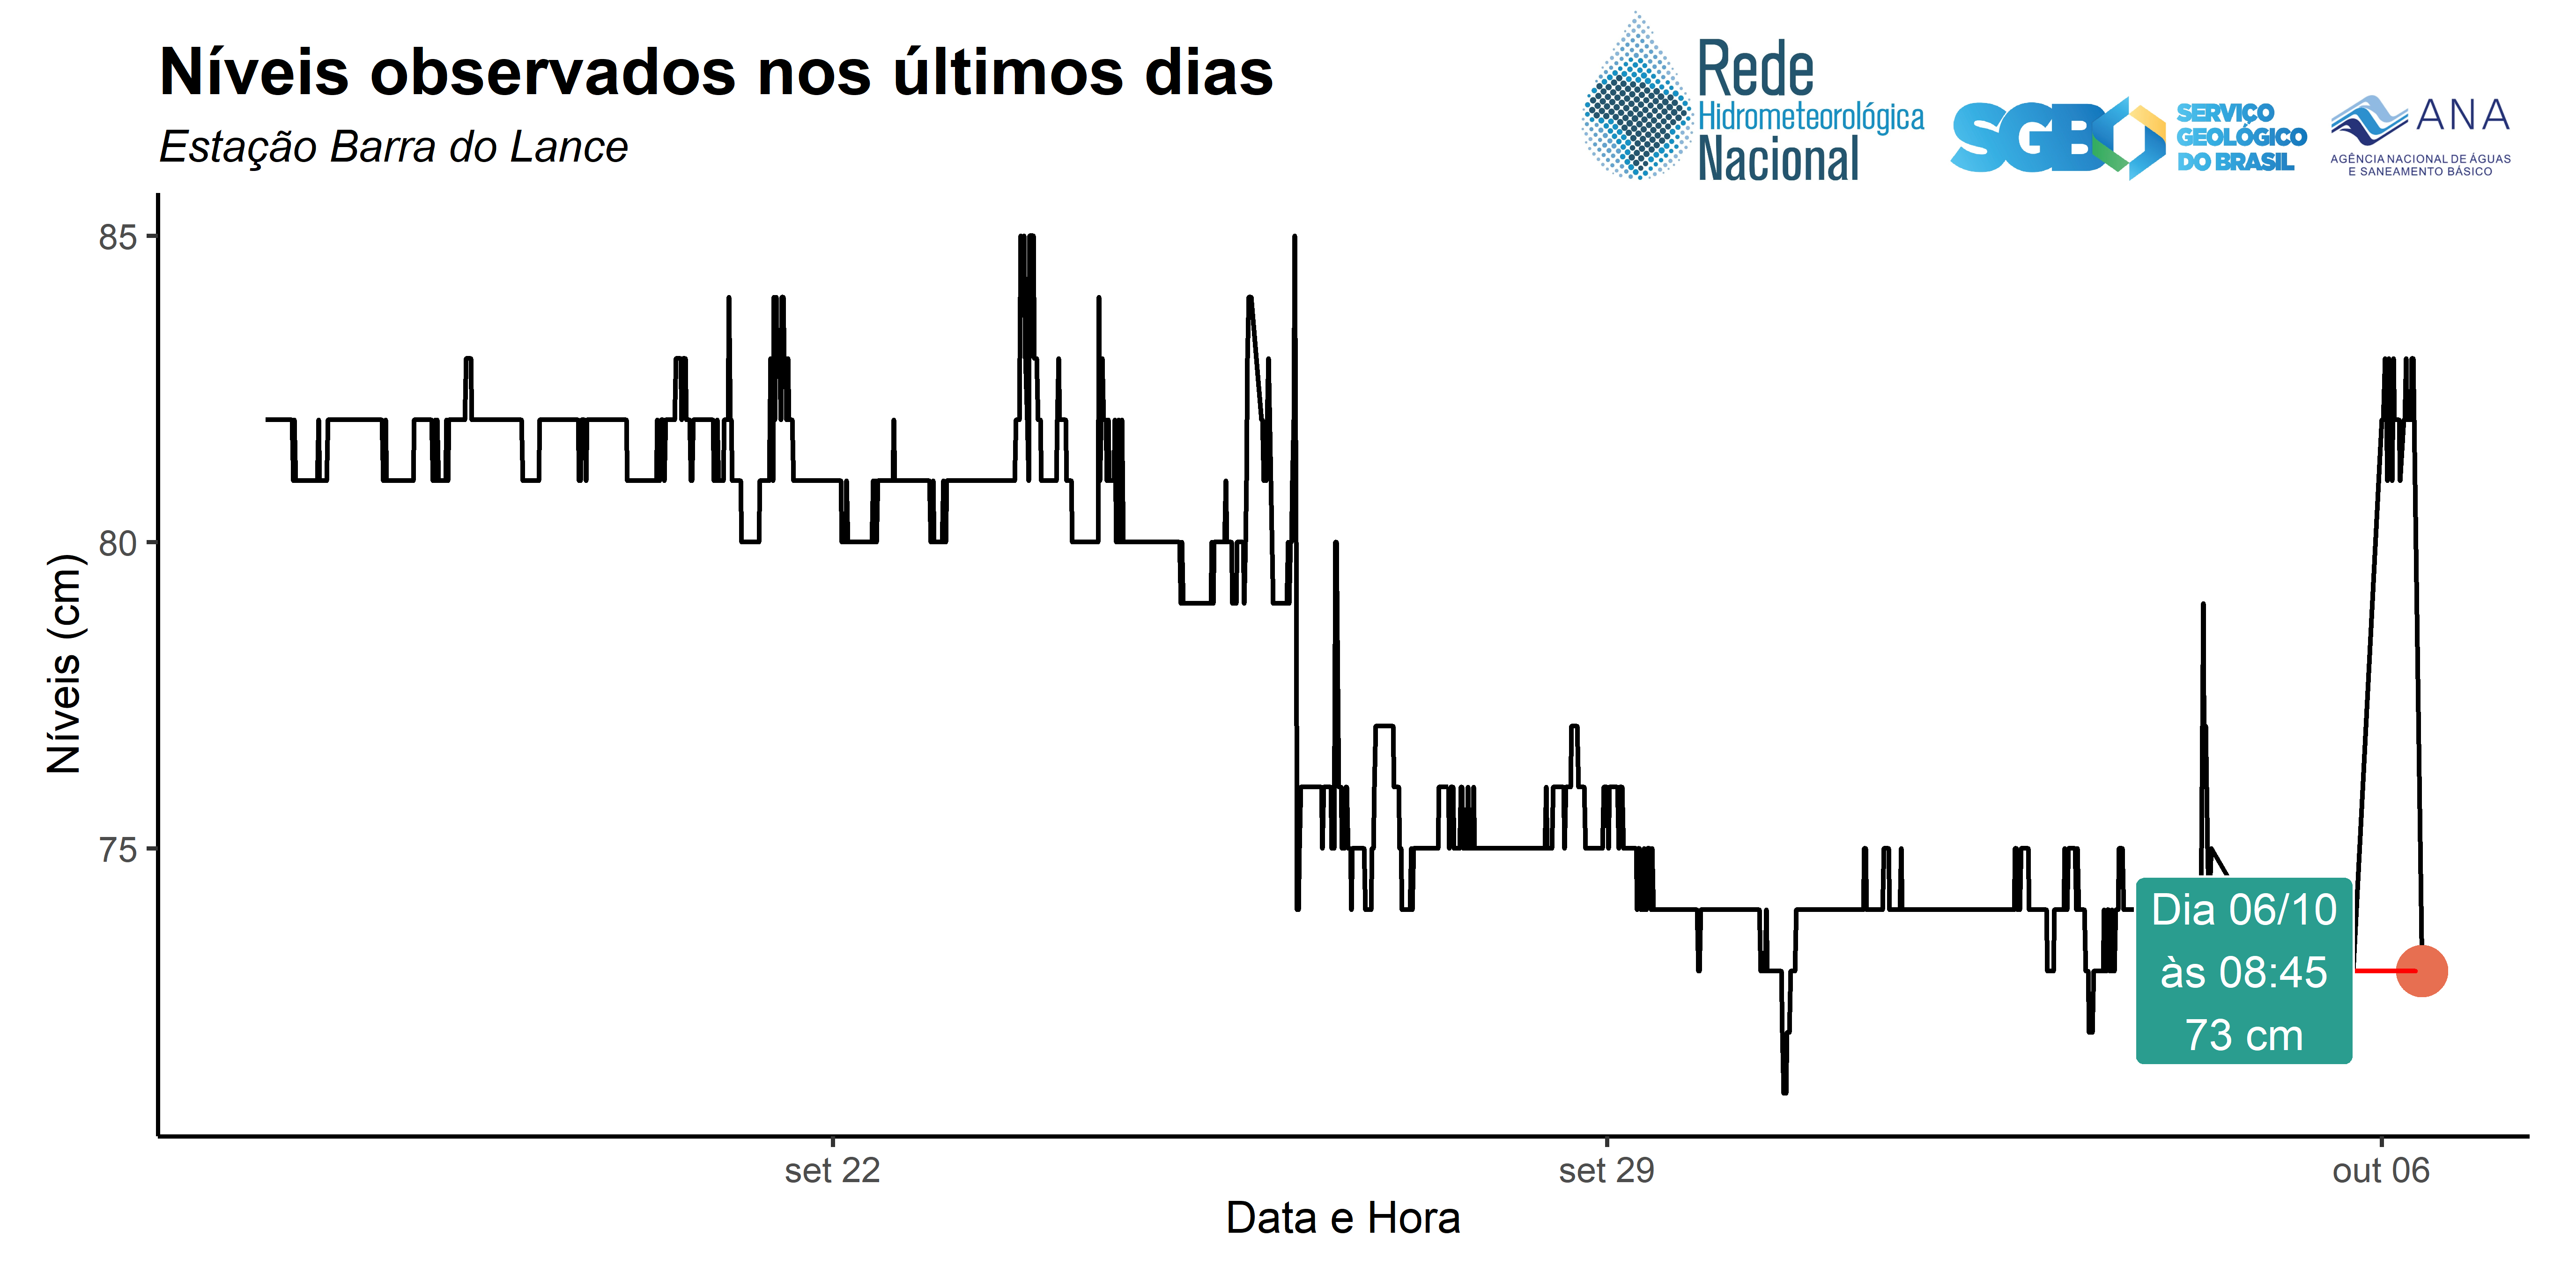 Níveis observados nos últimos dias
Estação Barra do Lance
Rede
Hidrometeorológica
Nacional
SGB
SERVIÇO
GEOLÓGICO
DO BRASIL
ANA
AGÊNCIA NACIONAL DE ÁGUAS
E SANEAMENTO BÁSICO
85
80
75
Níveis (cm)
Dia 06/10
às 08:45
73 cm
set 22
set 29
out 06
Data e Hora